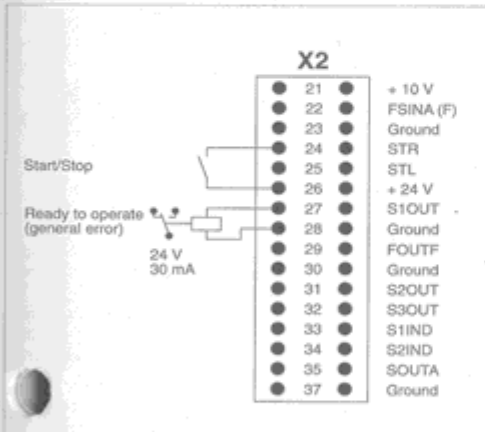 X2
21 + 10 V
22 FSINA (F)
23 Ground
24 STR
Start/Stop
25 STL
26 + 24 V
27 S1OUT
Ready to operate
(general error)
28 Ground
24 V
30 mA
29 FOUTF
30 Ground
31 S2OUT
32 S3OUT
33 S1IND
34 S2IND
35 SOUTA
37 Ground